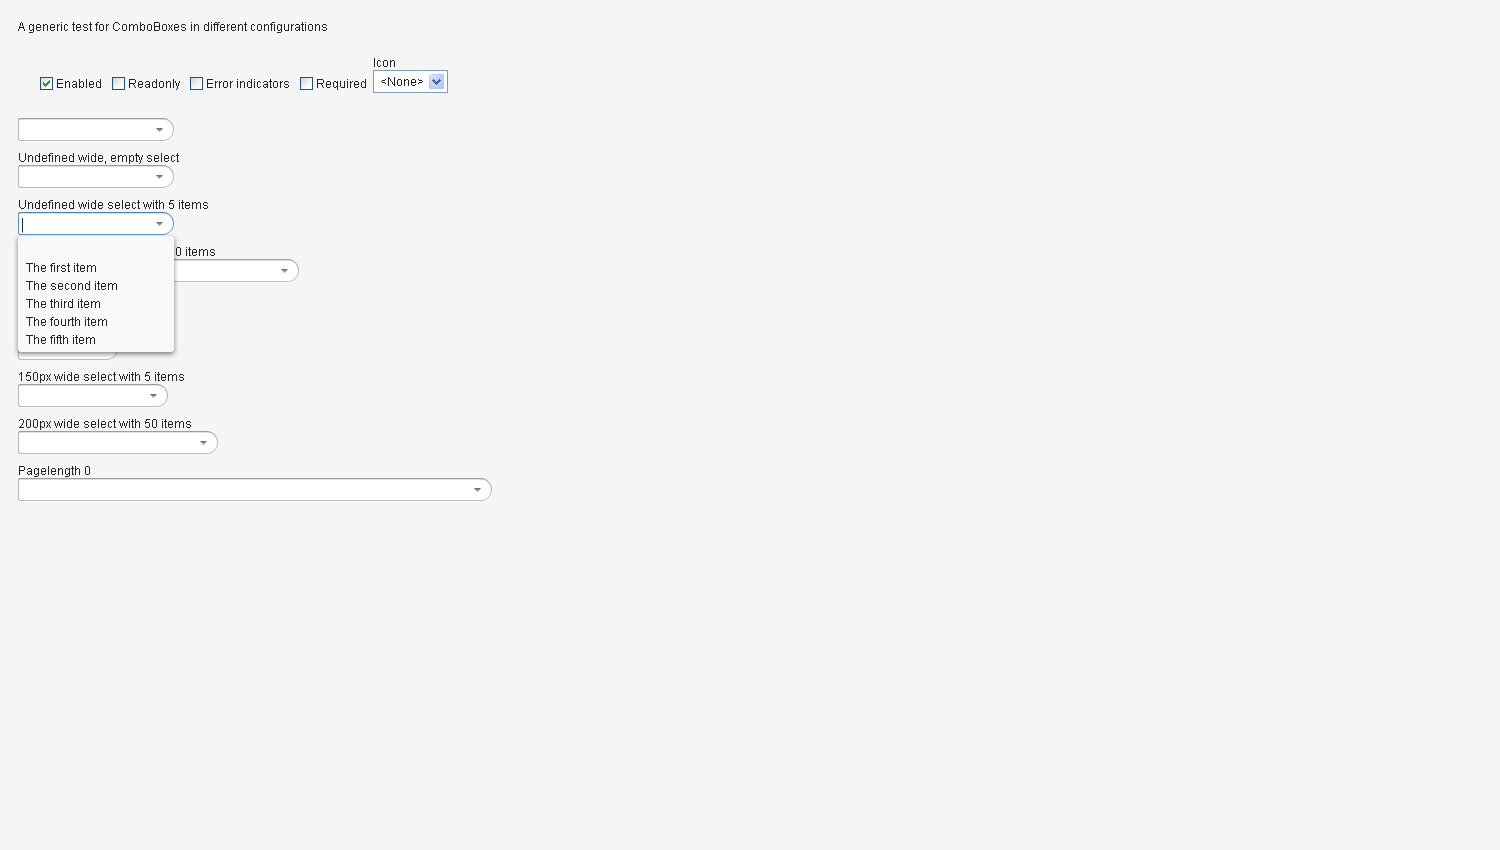 A generic test for ComboBoxes in different configurations
Icon
Enabled Readonly Error indicators Required <None>
Undefined wide, empty select
Undefined wide select with 5 items
0 items
The first item
The second item
The third item
The fourth item
The fifth item
150px wide select with 5 items
200px wide select with 50 items
Pagelength 0